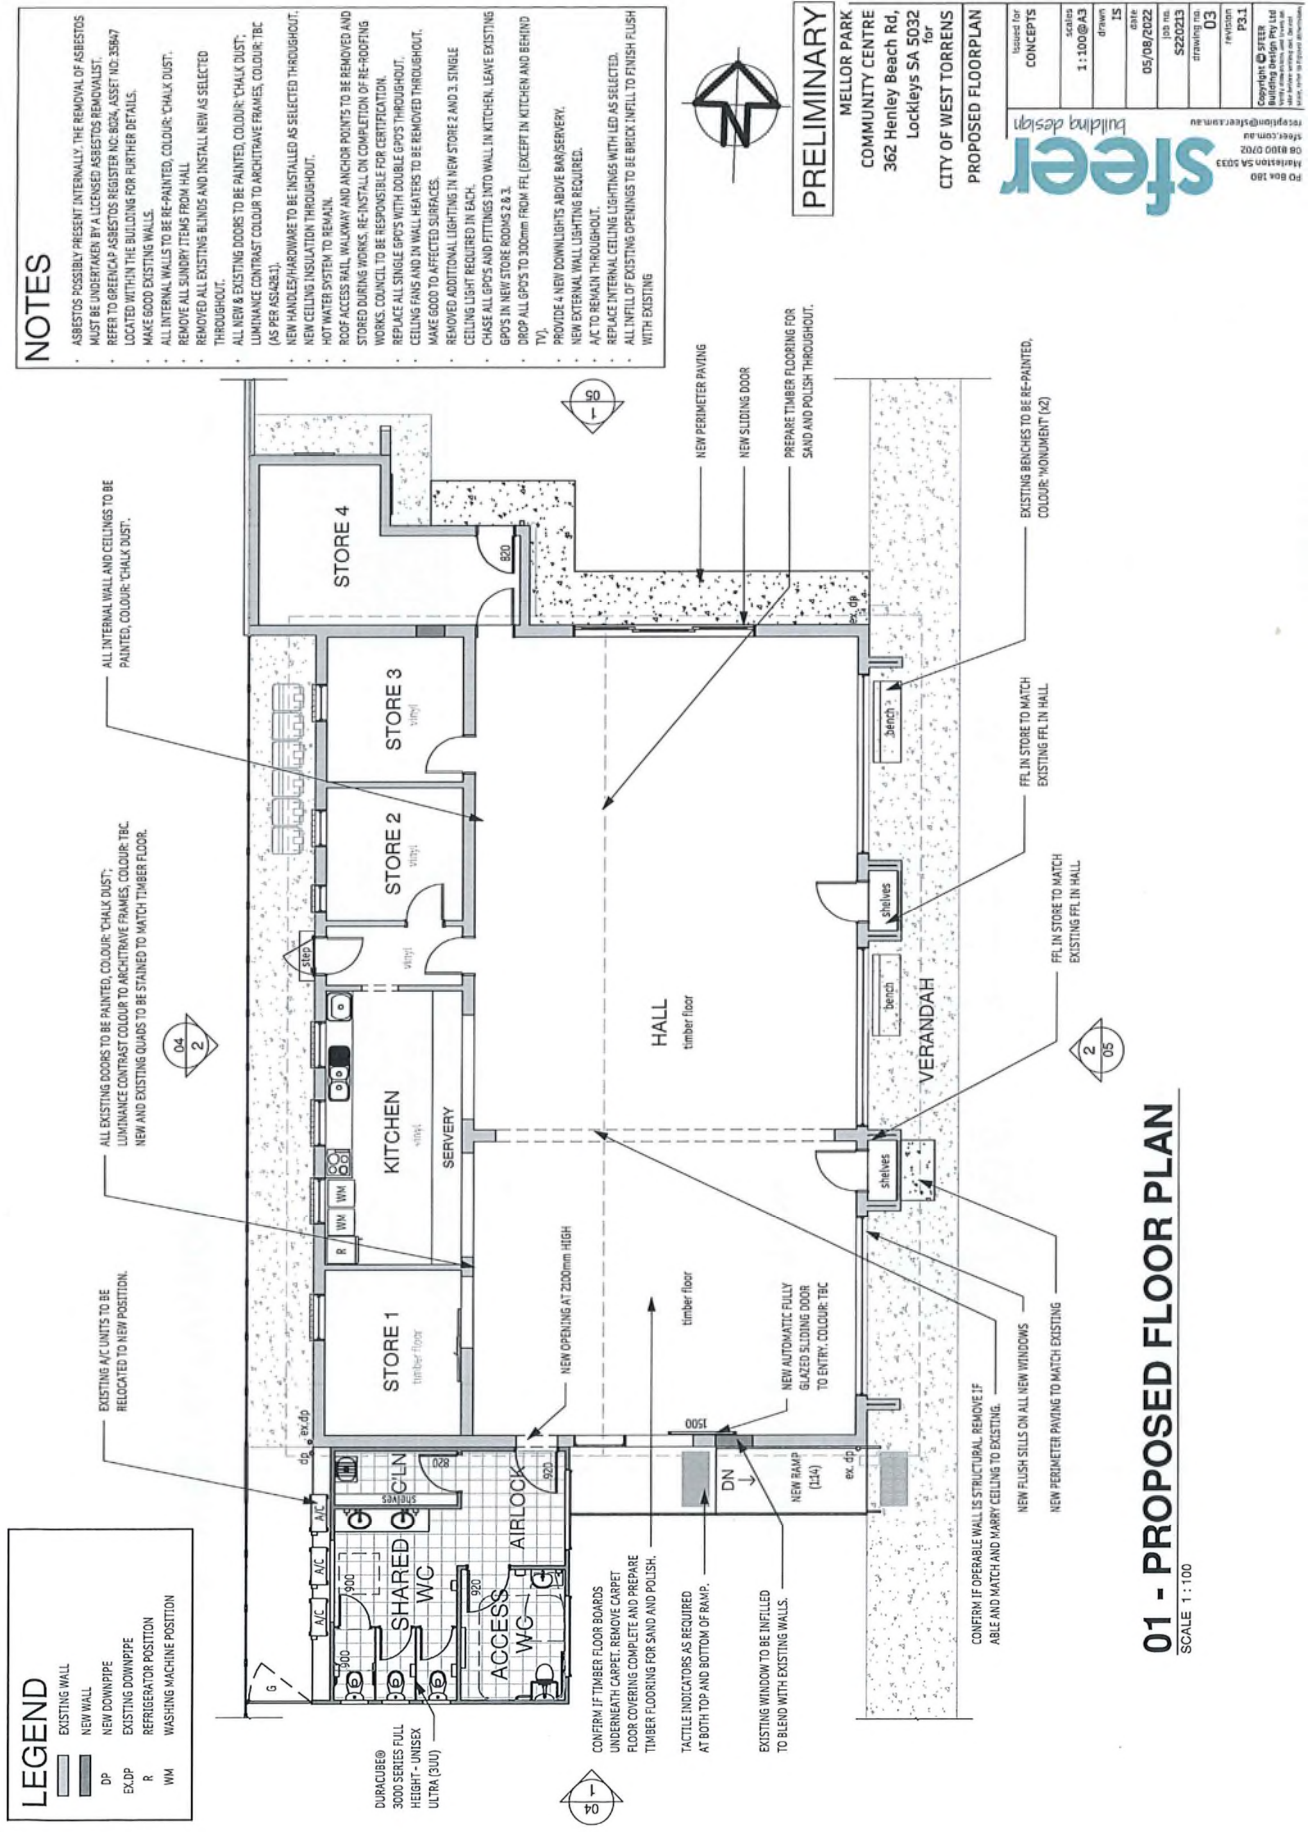 LEGEND
EXISTING WALL
NEW WALL
DP NEW DOWNPIPE
EX.DP EXISTING DOWNPIPE
R REFRIGERATOR POSITION
WM WASHING MACHINE POSITION
EXISTING A/C UNITS TO BE
RELOCATED TO NEW POSITION.
ALL EXISTING DOORS TO BE PAINTED, COLOUR: 'CHALK DUST';
LUMINANCE CONTRAST COLOUR TO ARCHITRAVE FRAMES, COLOUR: TBC.
NEW AND EXISTING QUADS TO BE STAINED TO MATCH TIMBER FLOOR.
ALL INTERNAL WALL AND CEILINGS TO BE
PAINTED, COLOUR: 'CHALK DUST'.
NOTES
· ASBESTOS POSSIBLY PRESENT INTERNALLY. THE REMOVAL OF ASBESTOS
MUST BE UNDERTAKEN BY A LICENSED ASBESTOS REMOVALIST.
· REFER TO GREENCAP ASBESTOS REGISTER NO: B024, ASSET NO: 35847
LOCATED WITHIN THE BUILDING FOR FURTHER DETAILS.
· MAKE GOOD EXISTING WALLS.
· ALL INTERNAL WALLS TO BE RE-PAINTED, COLOUR: 'CHALK DUST'.
· REMOVE ALL SUNDRY ITEMS FROM HALL
· REMOVED ALL EXISTING BLINDS AND INSTALL NEW AS SELECTED
THROUGHOUT.
· ALL NEW & EXISTING DOORS TO BE PAINTED, COLOUR: 'CHALK DUST';
LUMINANCE CONTRAST COLOUR TO ARCHITRAVE FRAMES, COLOUR: TBC
(AS PER AS1428.1).
· NEW HANDLES/HARDWARE TO BE INSTALLED AS SELECTED THROUGHOUT.
· NEW CEILING INSULATION THROUGHOUT.
· HOT WATER SYSTEM TO REMAIN.
· ROOF ACCESS RAIL, WALKWAY AND ANCHOR POINTS TO BE REMOVED AND
STORED DURING WORKS, RE-INSTALL ON COMPLETION OF RE-ROOFING
WORKS. COUNCIL TO BE RESPONSIBLE FOR CERTIFICATION.
· REPLACE ALL SINGLE GPO'S WITH DOUBLE GPO'S THROUGHOUT.
· CEILING FANS AND IN WALL HEATERS TO BE REMOVED THROUGHOUT,
MAKE GOOD TO AFFECTED SURFACES.
· REMOVED ADDITIONAL LIGHTING IN NEW STORE 2 AND 3. SINGLE
CEILING LIGHT REQUIRED IN EACH.
· CHASE ALL GPO'S AND FITTINGS INTO WALL IN KITCHEN. LEAVE EXISTING
GPO'S IN NEW STORE ROOMS 2 & 3.
· DROP ALL GPO'S TO 300mm FROM FFL (EXCEPT IN KITCHEN AND BEHIND
TV).
· PROVIDE 4 NEW DOWNLIGHTS ABOVE BAR/SERVERY.
· NEW EXTERNAL WALL LIGHTING REQUIRED.
· A/C TO REMAIN THROUGHOUT.
· REPLACE INTERNAL CEILING LIGHTINGS WITH LED AS SELECTED.
· ALL INFILL OF EXISTING OPENINGS TO BE BRICK INFILL TO FINISH FLUSH
WITH EXISTING
04
2
1
05
04
1
2
05
G
A/C
A/C
A/C
dp
ex.dp
STORE 1
timber floor
R
WM
WM
KITCHEN
vinyl
SERVERY
step
vinyl
STORE 2
vinyl
STORE 3
vinyl
STORE 4
820
C'LN
shelves
820
900
900
SHARED
WC
920
ACCESS
WC
AIRLOCK
920
DURACUBE®
3000 SERIES FULL
HEIGHT - UNISEX
ULTRA (3UU)
NEW OPENING AT 2100mm HIGH
HALL
timber floor
timber floor
1500
DN
NEW RAMP
(1:14)
ex. dp
ex. dp
NEW AUTOMATIC FULLY
GLAZED SLIDING DOOR
TO ENTRY. COLOUR: TBC
shelves
bench
shelves
bench
VERANDAH
NEW PERIMETER PAVING
NEW SLIDING DOOR
PREPARE TIMBER FLOORING FOR
SAND AND POLISH THROUGHOUT.
CONFIRM IF TIMBER FLOOR BOARDS
UNDERNEATH CARPET. REMOVE CARPET
FLOOR COVERING COMPLETE AND PREPARE
TIMBER FLOORING FOR SAND AND POLISH.
TACTILE INDICATORS AS REQUIRED
AT BOTH TOP AND BOTTOM OF RAMP.
EXISTING WINDOW TO BE INFILLED
TO BLEND WITH EXISTING WALLS.
CONFIRM IF OPERABLE WALL IS STRUCTURAL. REMOVE IF
ABLE AND MATCH AND MARRY CEILING TO EXISTING.
NEW FLUSH SILLS ON ALL NEW WINDOWS
NEW PERIMETER PAVING TO MATCH EXISTING
FFL IN STORE TO MATCH
EXISTING FFL IN HALL
FFL IN STORE TO MATCH
EXISTING FFL IN HALL.
EXISTING BENCHES TO BE RE-PAINTED,
COLOUR: 'MONUMENT' (x2)
01 - PROPOSED FLOOR PLAN
SCALE 1 : 100
N
PRELIMINARY
MELLOR PARK
COMMUNITY CENTRE
362 Henley Beach Rd,
Lockleys SA 5032
for
CITY OF WEST TORRENS
PROPOSED FLOORPLAN
sfeer
building design
PO Box 180
Marleston SA 5033
08 8100 0702
sfeer.com.au
reception@sfeer.com.au
issued for
CONCEPTS
scales
1:100@A3
drawn
IS
date
05/08/2022
job no.
S220213
drawing no.
03
revision
P3.1
Copyright © SFEER
Building Design Pty Ltd